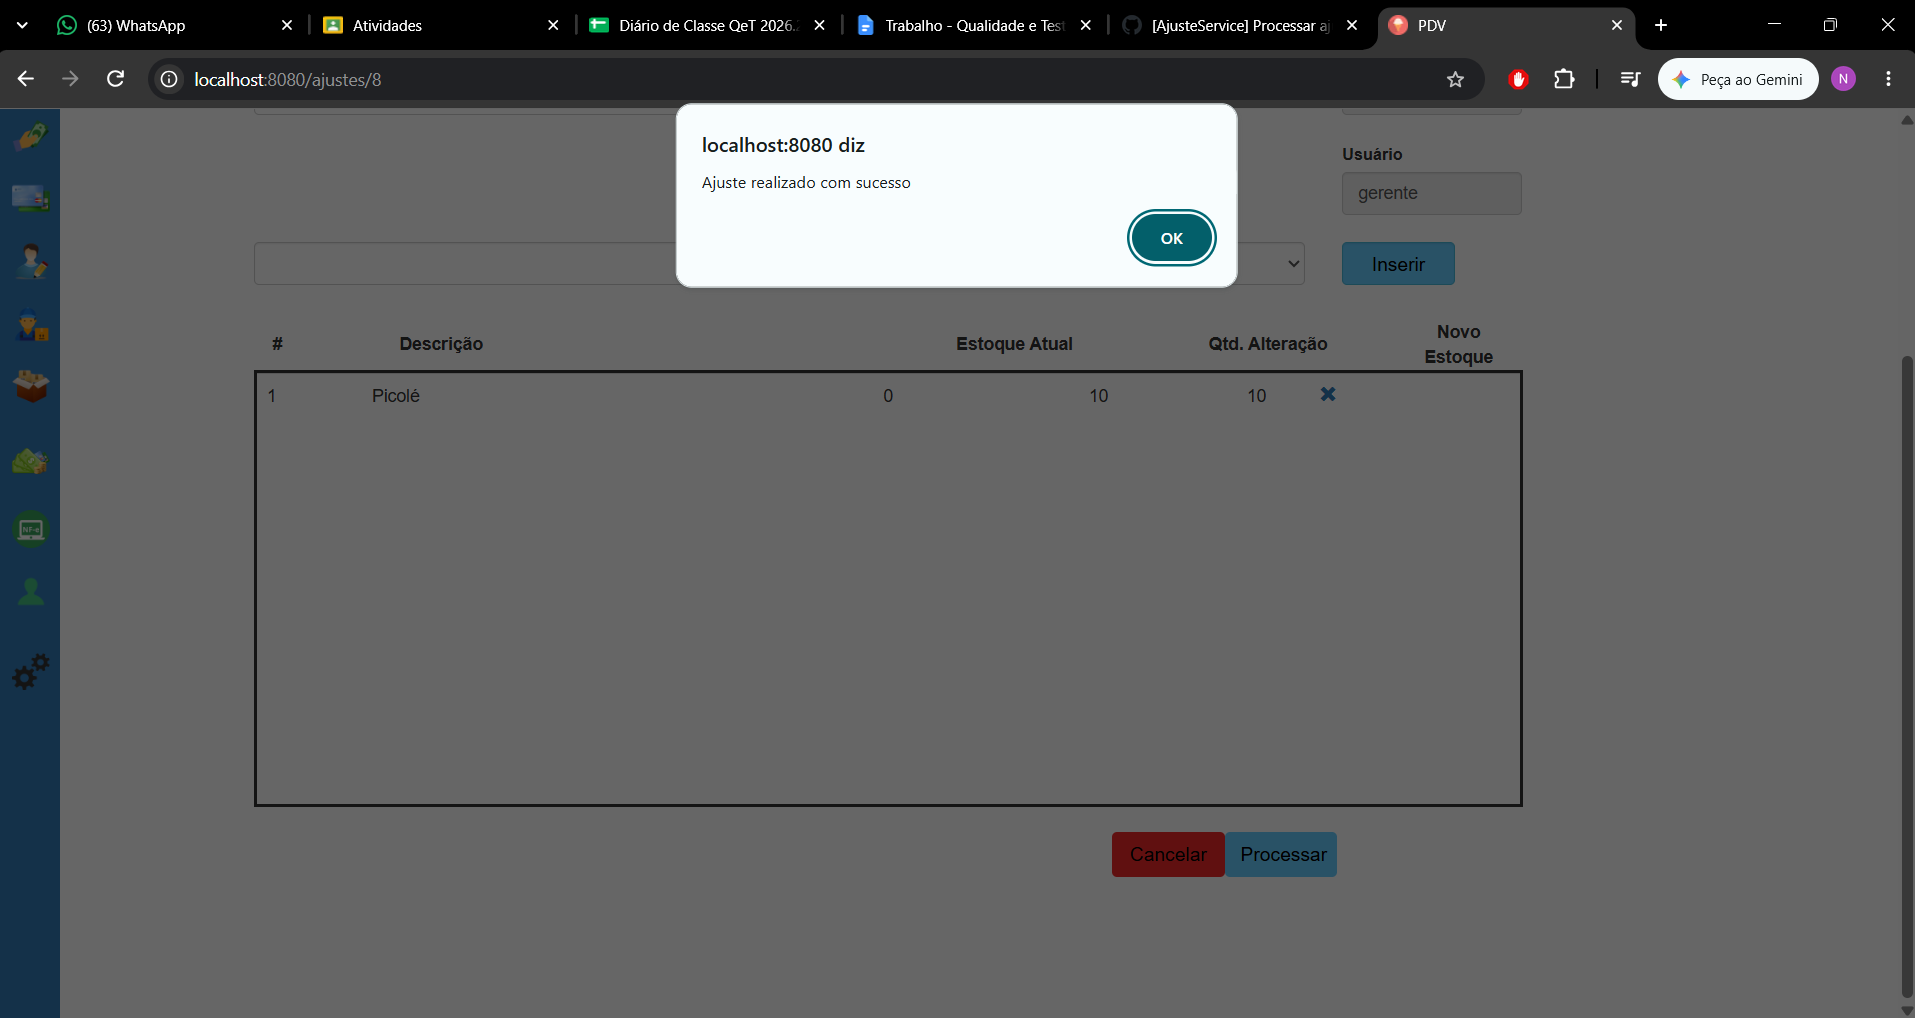 (63) WhatsApp
Atividades
Diário de Classe QeT 2026.
Trabalho - Qualidade e Test
[AjusteService] Processar aj
PDV
localhost:8080/ajustes/8
Peça ao Gemini
N
localhost:8080 diz
Ajuste realizado com sucesso
OK
Usuário
gerente
Inserir
# Descrição Estoque Atual Qtd. Alteração Novo Estoque
1 Picolé 0 10 10
NF-e
Cancelar Processar